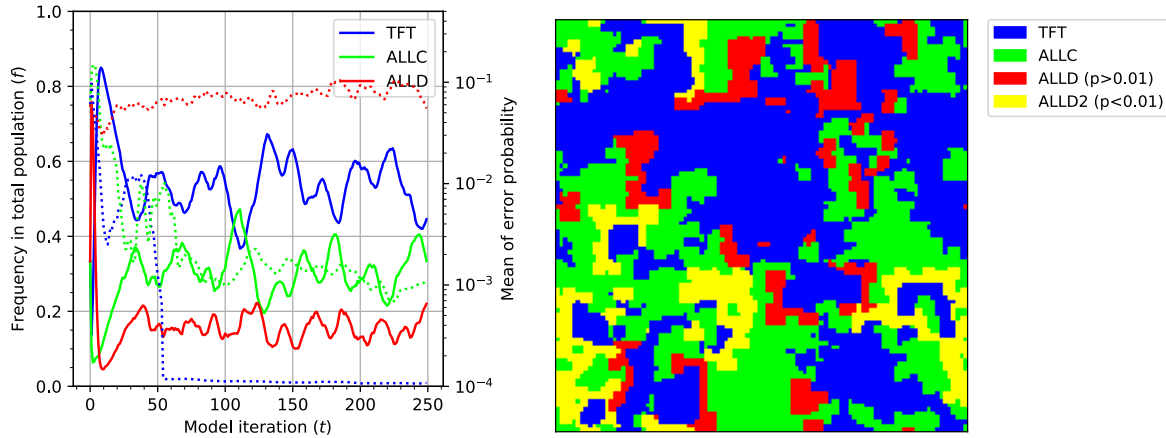 Frequency in total population (f)
1.0
0.8
0.6
0.4
0.2
0.0
0
50
100
150
200
250
Model iteration (t)
TFT
ALLC
ALLD
10⁻¹
10⁻²
10⁻³
10⁻⁴
Mean of error probability
TFT
ALLC
ALLD (p>0.01)
ALLD2 (p<0.01)